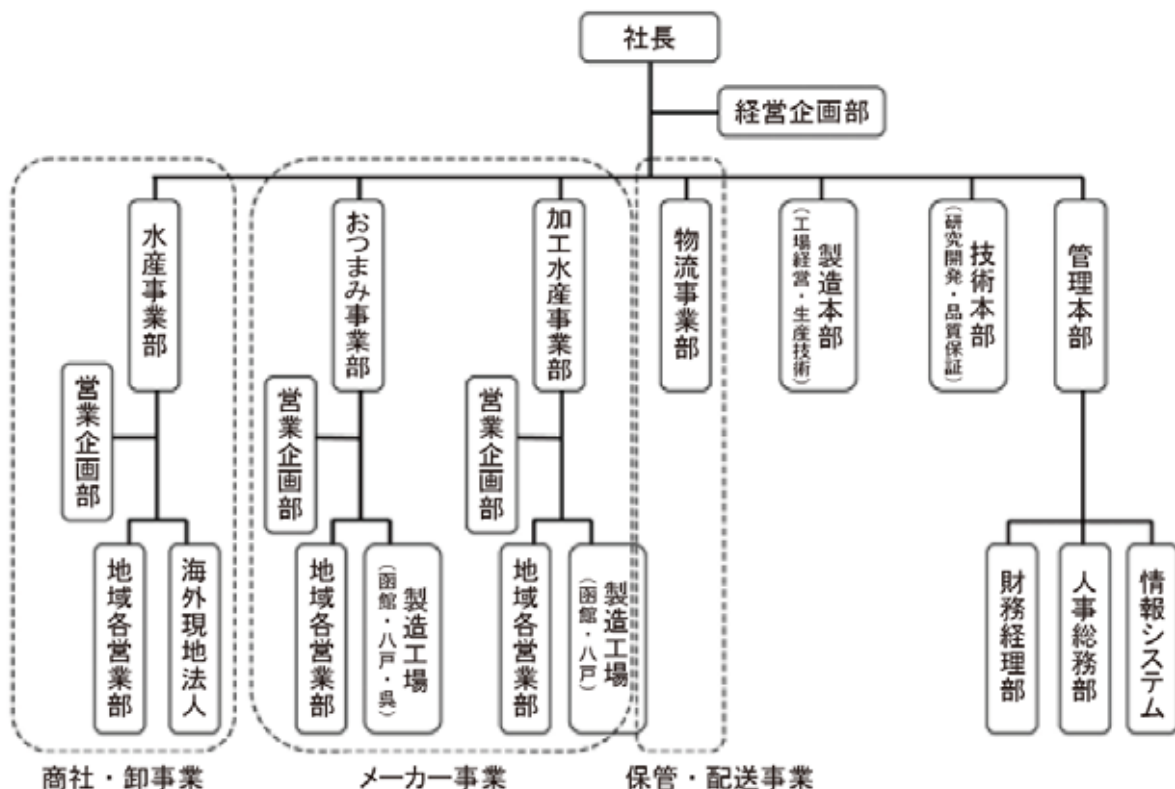 社長
経営企画部
水産事業部
おつまみ事業部
加工水産事業部
物流事業部
製造本部
(工場経営・生産技術)
技術本部
(研究開発・品質保証)
管理本部
営業企画部
営業企画部
営業企画部
地域各営業部
海外現地法人
地域各営業部
製造工場
(函館・八戸・呉)
地域各営業部
製造工場
(函館・八戸)
財務経理部
人事総務部
情報システム
商社・卸事業
メーカー事業
保管・配送事業